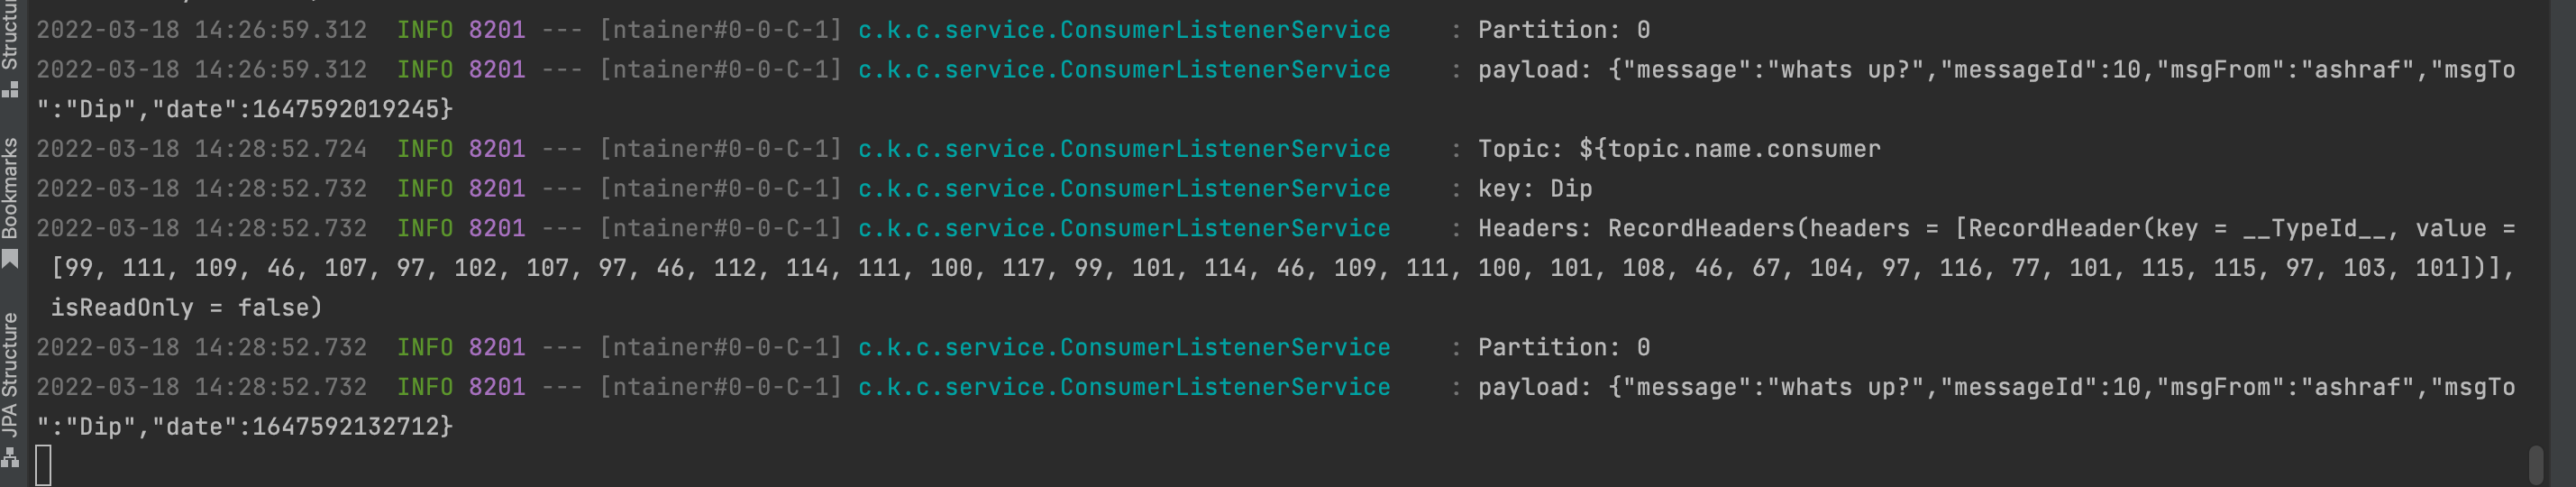 2022-03-18 14:26:59.312  INFO 8201 --- [ntainer#0-0-C-1] c.k.c.service.ConsumerListenerService    : Partition: 0
2022-03-18 14:26:59.312  INFO 8201 --- [ntainer#0-0-C-1] c.k.c.service.ConsumerListenerService    : payload: {"message":"whats up?","messageId":10,"msgFrom":"ashraf","msgTo
":"Dip","date":1647592019245}
2022-03-18 14:28:52.724  INFO 8201 --- [ntainer#0-0-C-1] c.k.c.service.ConsumerListenerService    : Topic: ${topic.name.consumer
2022-03-18 14:28:52.732  INFO 8201 --- [ntainer#0-0-C-1] c.k.c.service.ConsumerListenerService    : key: Dip
2022-03-18 14:28:52.732  INFO 8201 --- [ntainer#0-0-C-1] c.k.c.service.ConsumerListenerService    : Headers: RecordHeaders(headers = [RecordHeader(key = __TypeId__, value =
[99, 111, 109, 46, 107, 97, 102, 107, 97, 46, 112, 114, 111, 100, 117, 99, 101, 114, 46, 109, 111, 100, 101, 108, 46, 67, 104, 97, 116, 77, 101, 115, 115, 97, 103, 101])],
isReadOnly = false)
2022-03-18 14:28:52.732  INFO 8201 --- [ntainer#0-0-C-1] c.k.c.service.ConsumerListenerService    : Partition: 0
2022-03-18 14:28:52.732  INFO 8201 --- [ntainer#0-0-C-1] c.k.c.service.ConsumerListenerService    : payload: {"message":"whats up?","messageId":10,"msgFrom":"ashraf","msgTo
":"Dip","date":1647592132712}
Bookmarks
JPA Structure